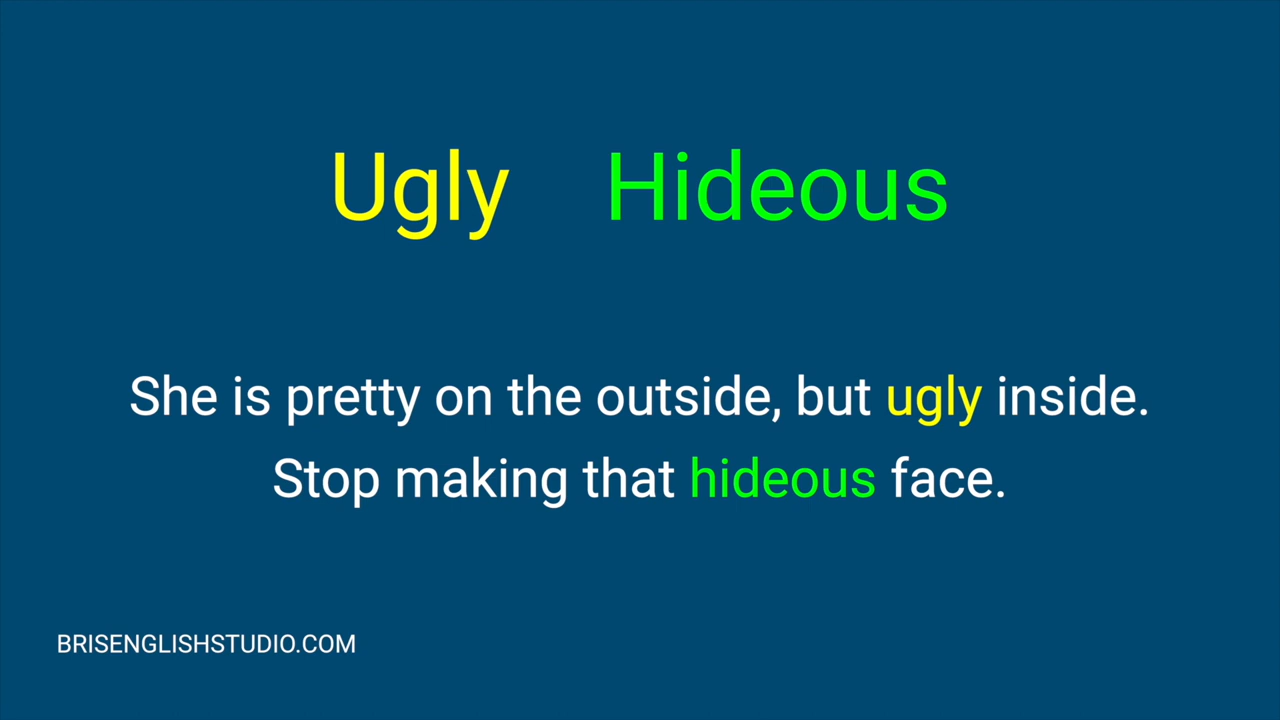 Ugly Hideous
She is pretty on the outside, but ugly inside.
Stop making that hideous face.
BRISENGLISHSTUDIO.COM